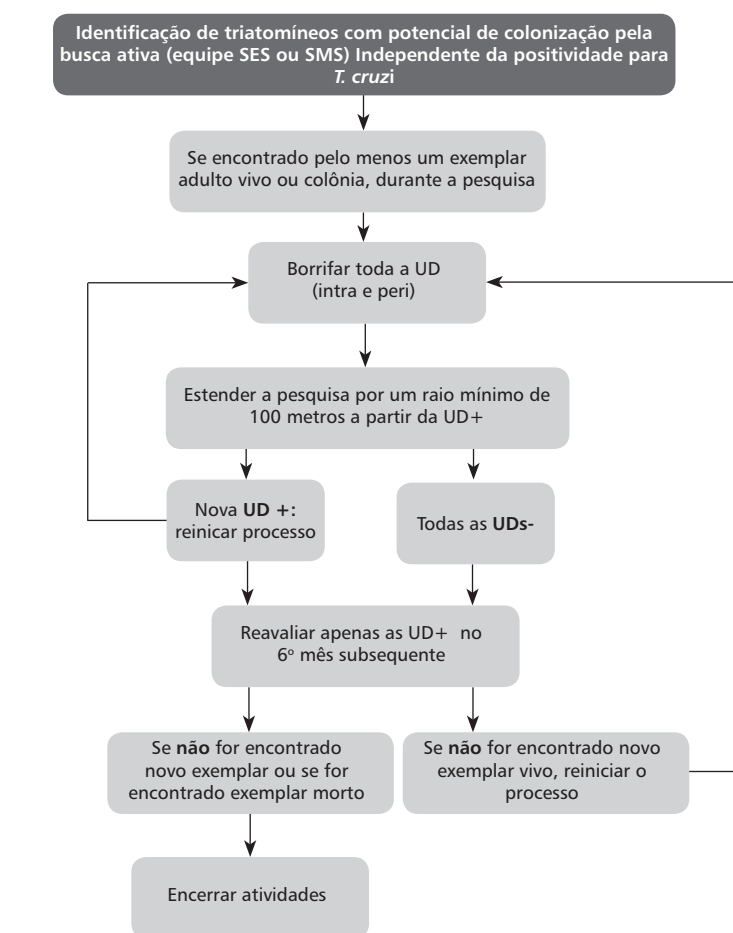 Identificação de triatomíneos com potencial de colonização pela
busca ativa (equipe SES ou SMS) Independente da positividade para
T. cruzi
Se encontrado pelo menos um exemplar
adulto vivo ou colônia, durante a pesquisa
Borrifar toda a UD
(intra e peri)
Estender a pesquisa por um raio mínimo de
100 metros a partir da UD+
Nova UD +:
reinicar processo
Todas as UDs-
Reavaliar apenas as UD+ no
6º mês subsequente
Se não for encontrado
novo exemplar ou se for
encontrado exemplar morto
Se não for encontrado novo
exemplar vivo, reiniciar o
processo
Encerrar atividades